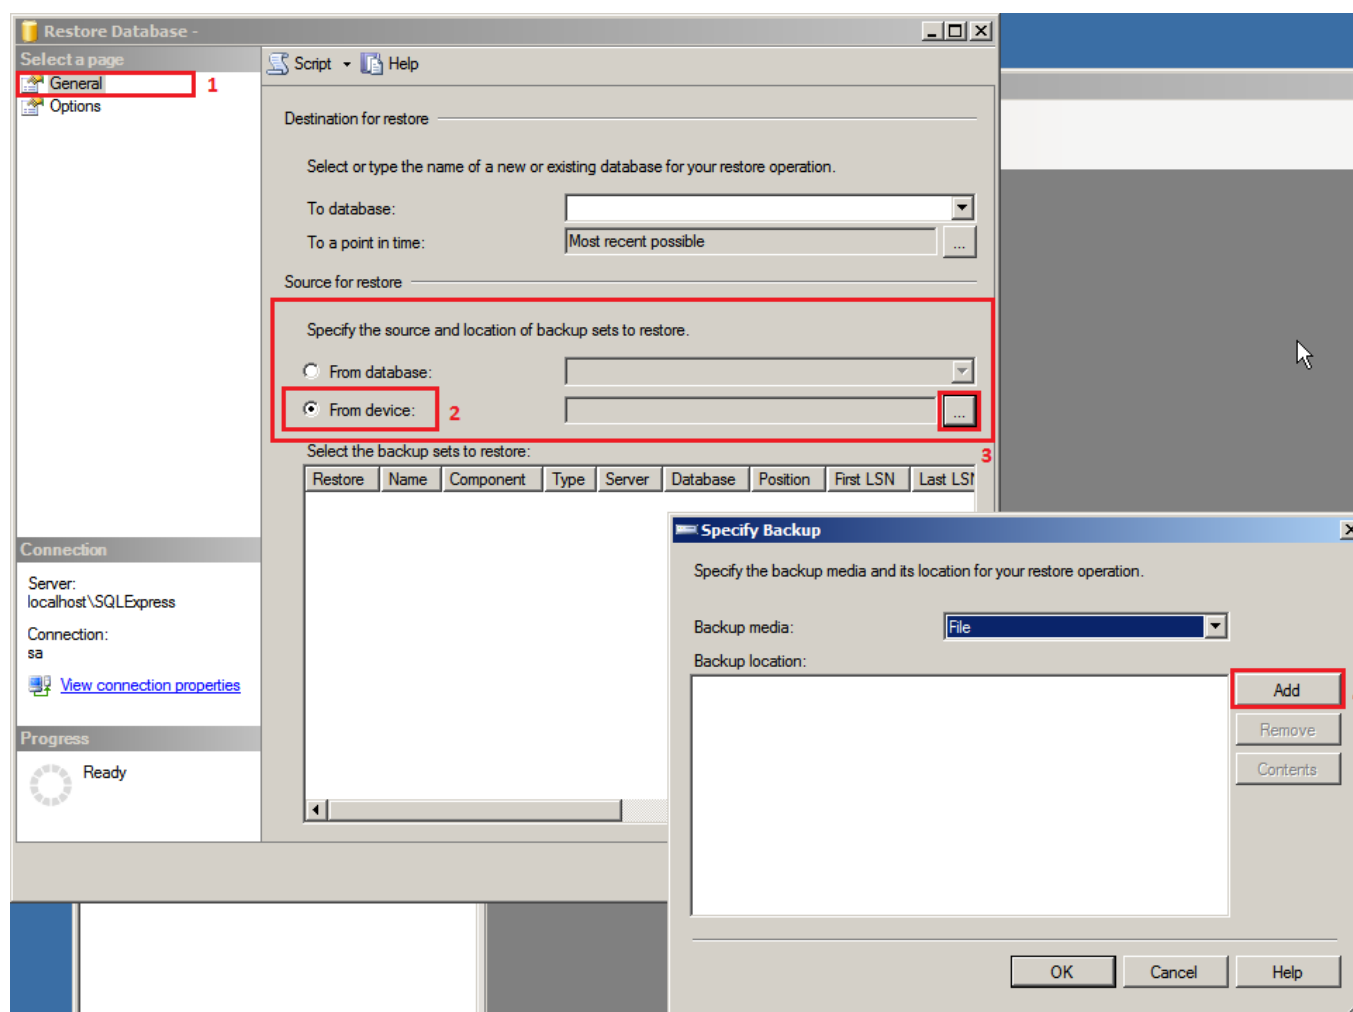 Restore Database -
Select a page
General 1
Options
Script Help
Destination for restore
Select or type the name of a new or existing database for your restore operation.
To database:
To a point in time: Most recent possible ...
Source for restore
Specify the source and location of backup sets to restore.
From database:
From device: 2 ...
3
Select the backup sets to restore:
Restore Name Component Type Server Database Position First LSN Last LSN
Connection
Server:
localhost\SQLExpress
Connection:
sa
View connection properties
Progress
Ready
Specify Backup
Specify the backup media and its location for your restore operation.
Backup media: File
Backup location:
Add
Remove
Contents
OK Cancel Help